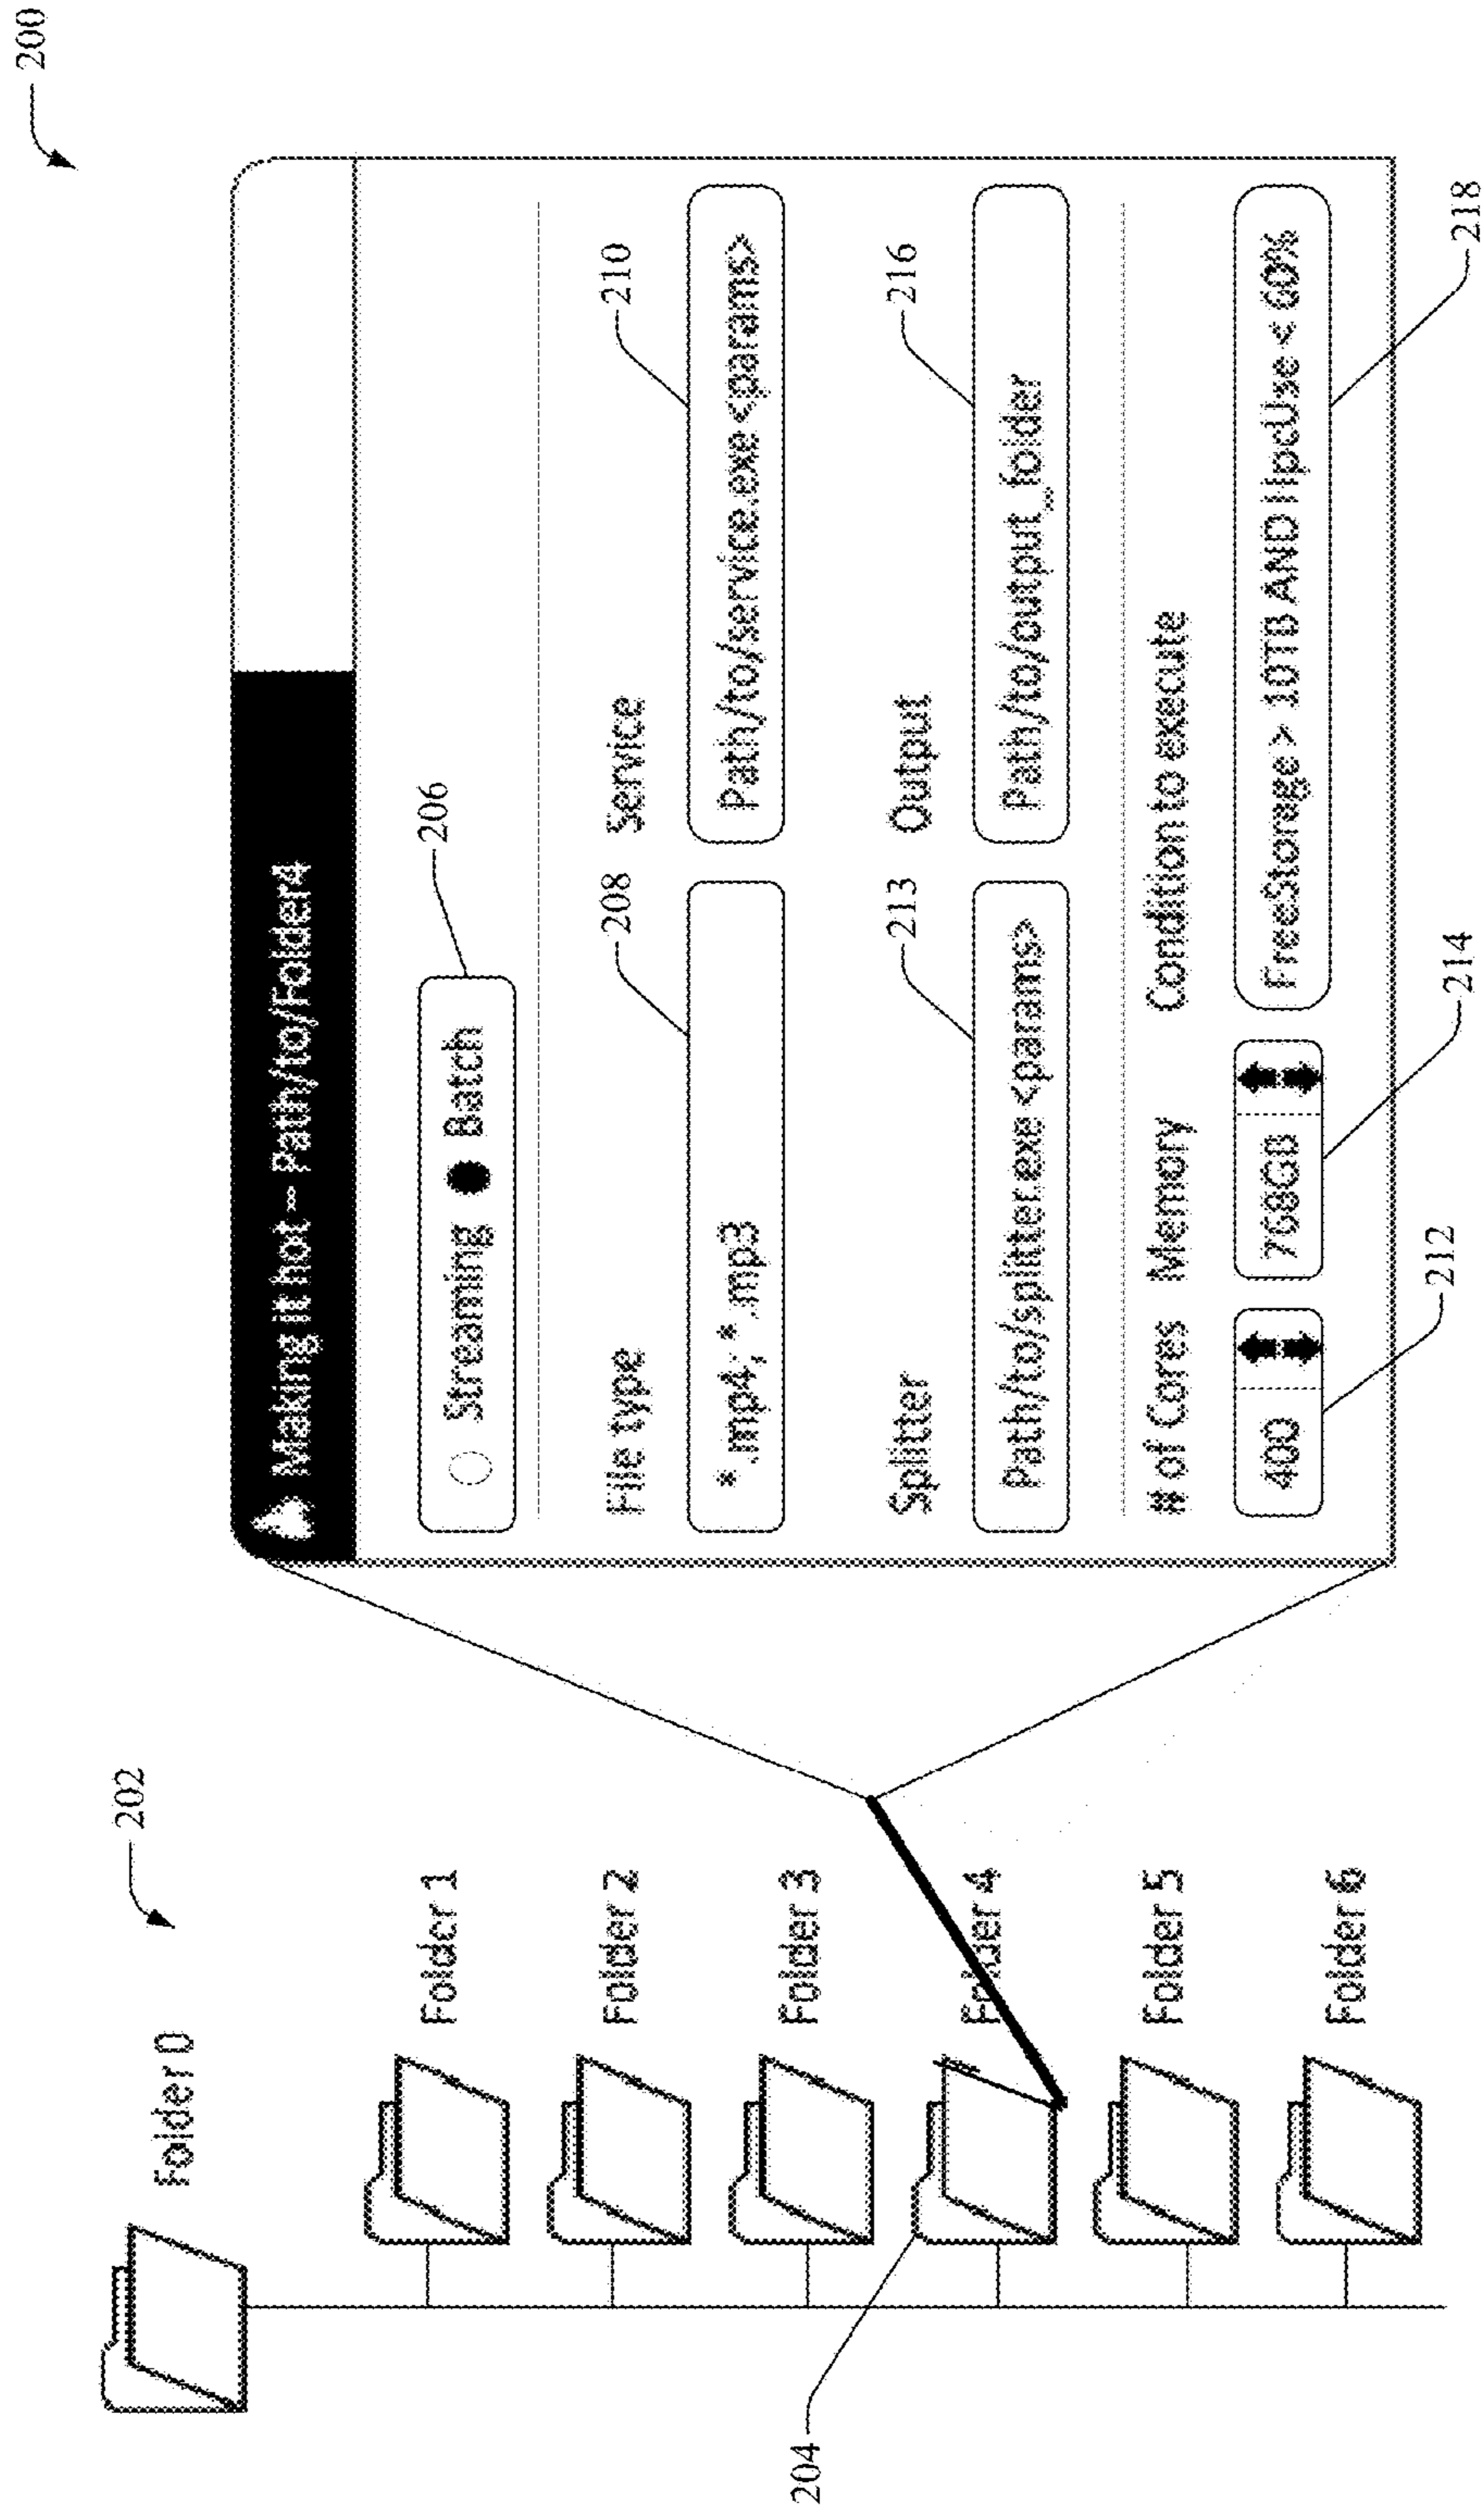 200
202
Folder 0
Folder 1
Folder 2
Folder 3
204
Folder 4
Folder 5
Folder 6
Making it hot – Path/to/Folder4
Streaming Batch
206
File type Service
208 210
*.mp4; *.mp3 Path/to/service.exe <params>
Splitter Output
213 216
Path/to/splitter.exe <params> Path/to/output_folder
# of Cores Memory Condition to execute
400 768GB FreeStorage > 10TB AND HpcUse < 60%
212 214 218